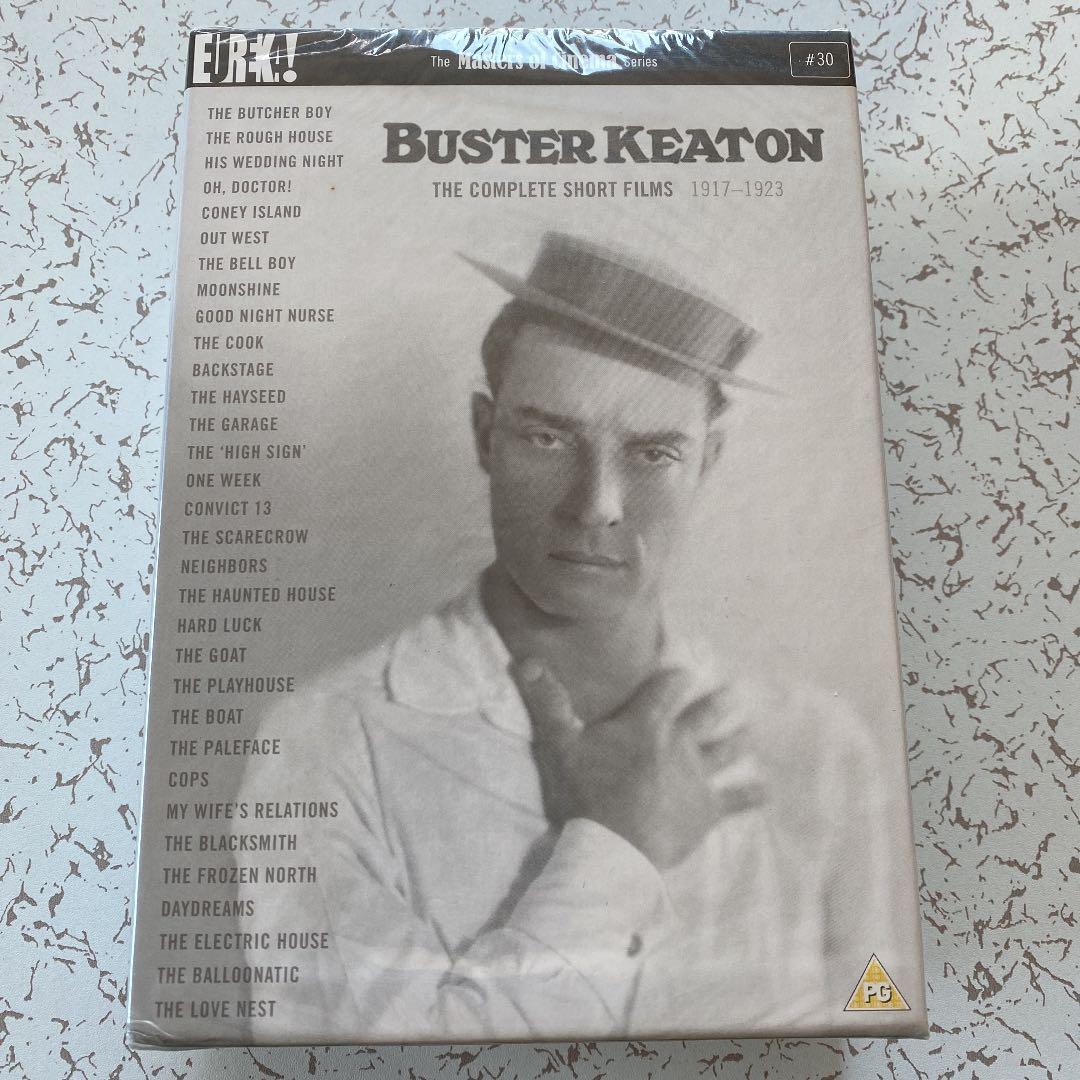 EUREKA!
The Masters of Cinema Series
#30
BUSTER KEATON
THE COMPLETE SHORT FILMS 1917–1923
THE BUTCHER BOY
THE ROUGH HOUSE
HIS WEDDING NIGHT
OH, DOCTOR!
CONEY ISLAND
OUT WEST
THE BELL BOY
MOONSHINE
GOOD NIGHT NURSE
THE COOK
BACKSTAGE
THE HAYSEED
THE GARAGE
THE ‘HIGH SIGN’
ONE WEEK
CONVICT 13
THE SCARECROW
NEIGHBORS
THE HAUNTED HOUSE
HARD LUCK
THE GOAT
THE PLAYHOUSE
THE BOAT
THE PALEFACE
COPS
MY WIFE’S RELATIONS
THE BLACKSMITH
THE FROZEN NORTH
DAYDREAMS
THE ELECTRIC HOUSE
THE BALLOONATIC
THE LOVE NEST
PG